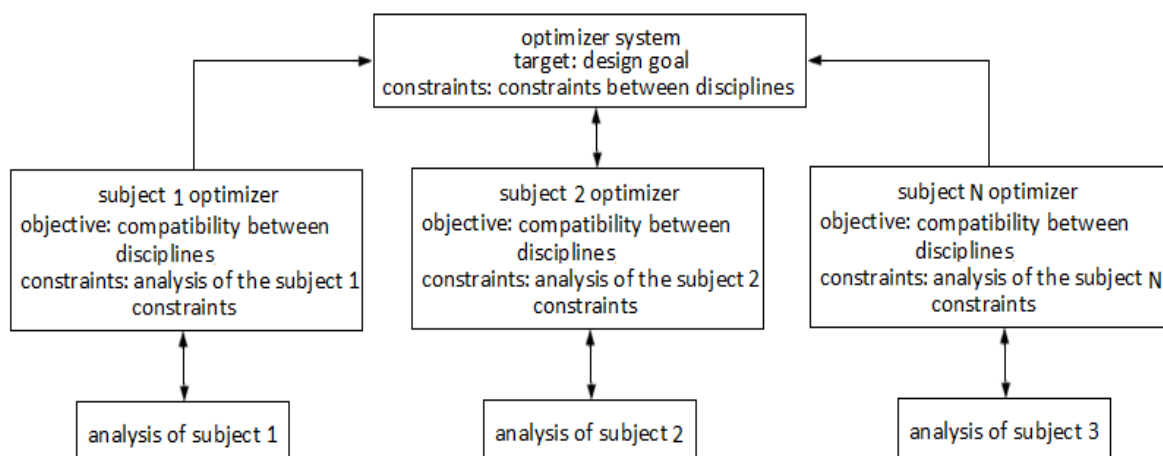 optimizer system
target: design goal
constraints: constraints between disciplines
subject 1 optimizer
objective: compatibility between
disciplines
constraints: analysis of the subject 1
constraints
subject 2 optimizer
objective: compatibility between
disciplines
constraints: analysis of the subject 2
constraints
subject N optimizer
objective: compatibility between
disciplines
constraints: analysis of the subject N
constraints
analysis of subject 1
analysis of subject 2
analysis of subject 3